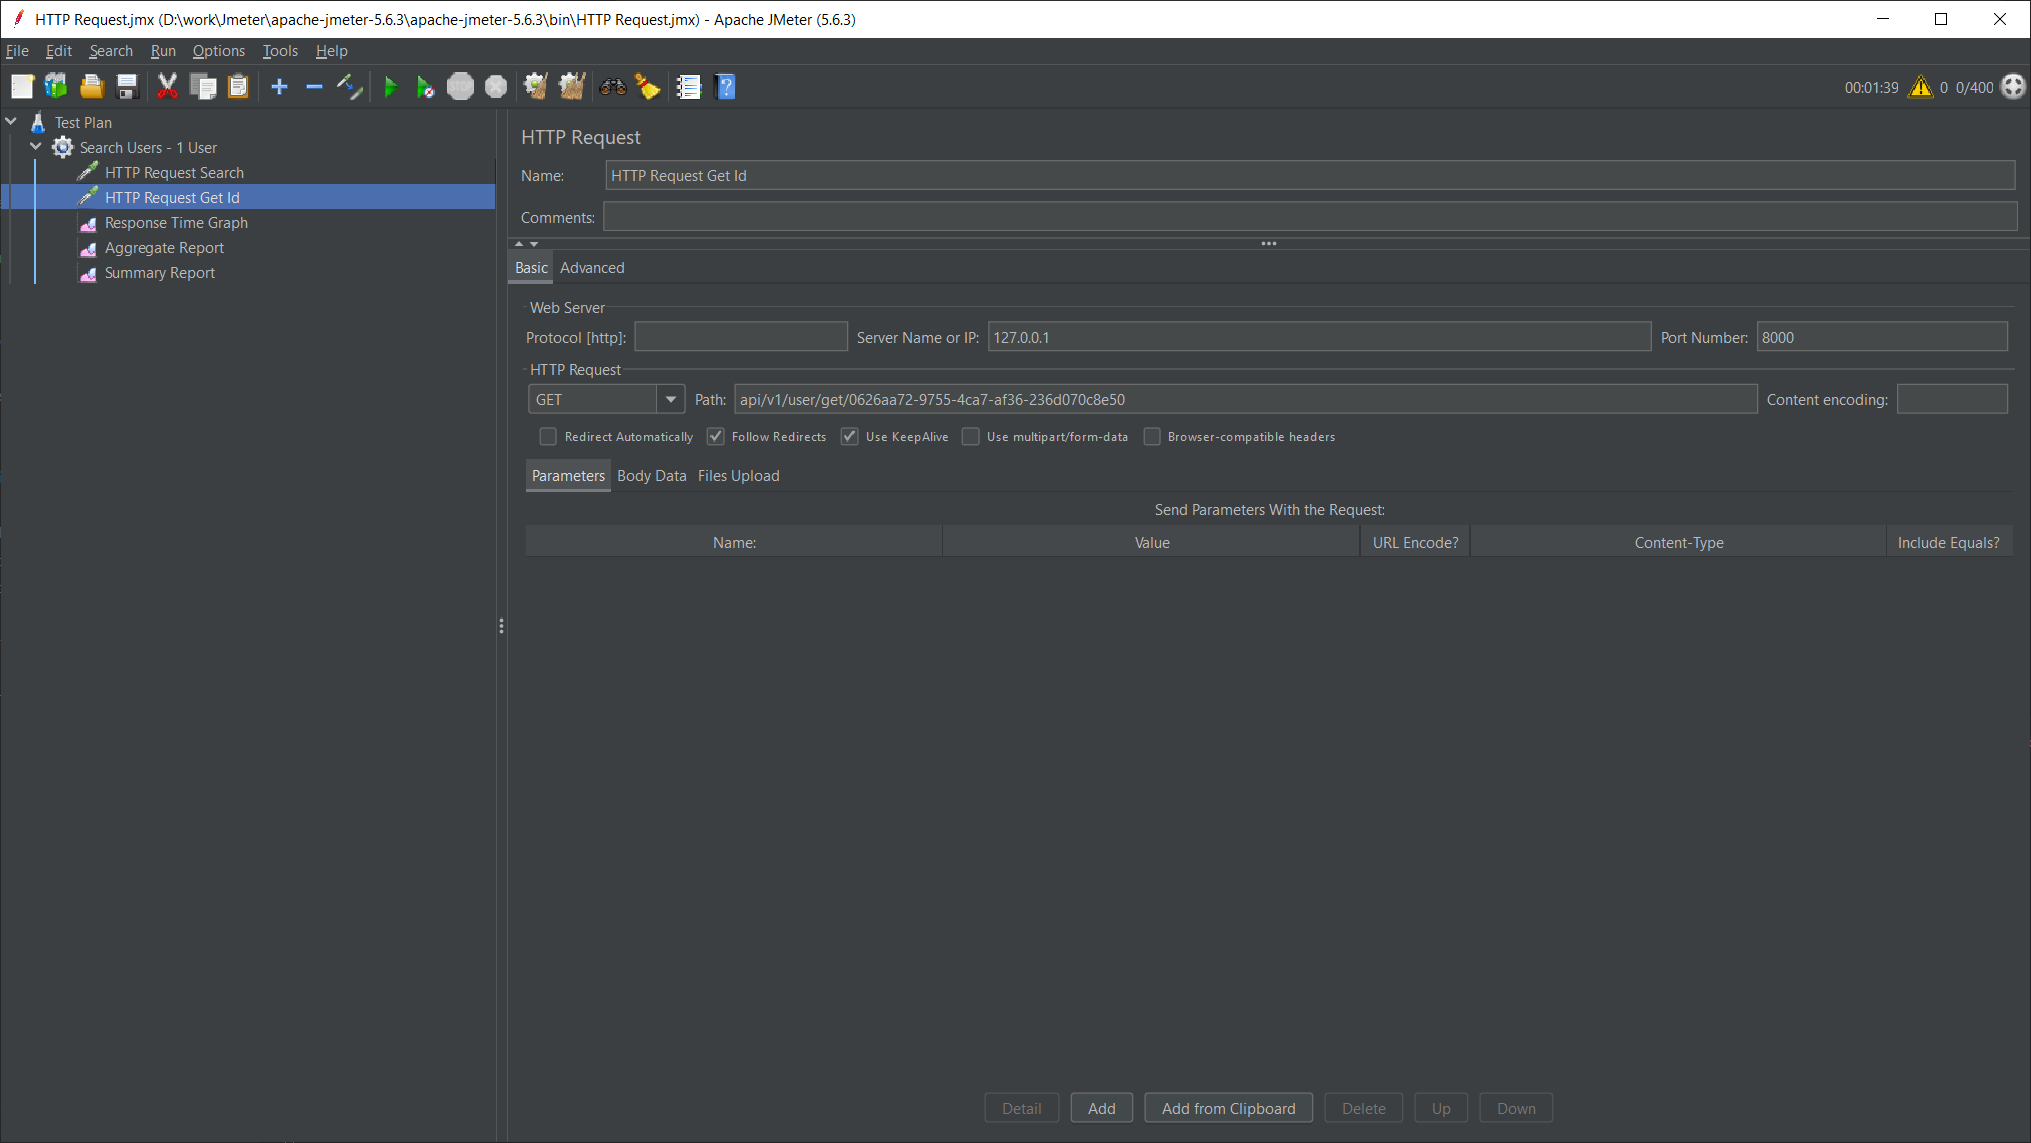 HTTP Request.jmx (D:\work\Jmeter\apache-jmeter-5.6.3\apache-jmeter-5.6.3\bin\HTTP Request.jmx) - Apache JMeter (5.6.3)
File Edit Search Run Options Tools Help
STOP
00:01:39 0 0/400
Test Plan
Search Users - 1 User
HTTP Request Search
HTTP Request Get Id
Response Time Graph
Aggregate Report
Summary Report
HTTP Request
Name: HTTP Request Get Id
Comments:
Basic Advanced
Web Server
Protocol [http]: Server Name or IP: 127.0.0.1 Port Number: 8000
HTTP Request
GET Path: api/v1/user/get/0626aa72-9755-4ca7-af36-236d070c8e50 Content encoding:
Redirect Automatically Follow Redirects Use KeepAlive Use multipart/form-data Browser-compatible headers
Parameters Body Data Files Upload
Send Parameters With the Request:
Name: Value URL Encode? Content-Type Include Equals?
Detail Add Add from Clipboard Delete Up Down